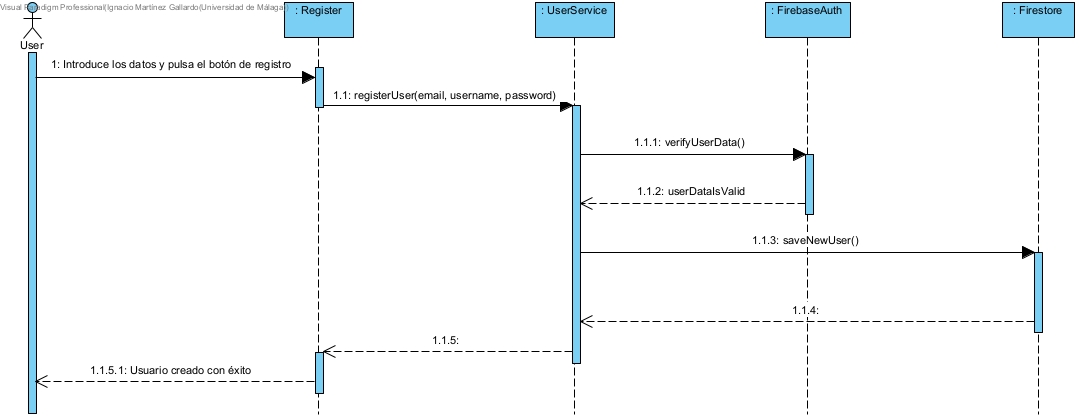 Visual Paradigm Professional(Ignacio Martínez Gallardo(Universidad de Málaga))
: Register
: UserService
: FirebaseAuth
: Firestore
User
1: Introduce los datos y pulsa el botón de registro
1.1: registerUser(email, username, password)
1.1.1: verifyUserData()
1.1.2: userDataIsValid
1.1.3: saveNewUser()
1.1.4:
1.1.5:
1.1.5.1: Usuario creado con éxito